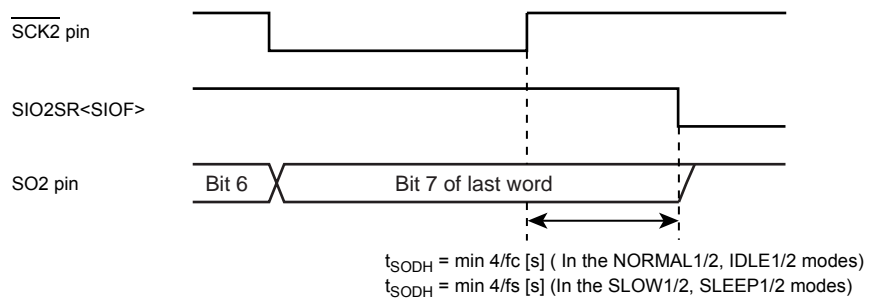 SCK2 pin
SIO2SR<SIOF>
SO2 pin
Bit 6
Bit 7 of last word
tSODH = min 4/fc [s] ( In the NORMAL1/2, IDLE1/2 modes)
tSODH = min 4/fs [s] (In the SLOW1/2, SLEEP1/2 modes)